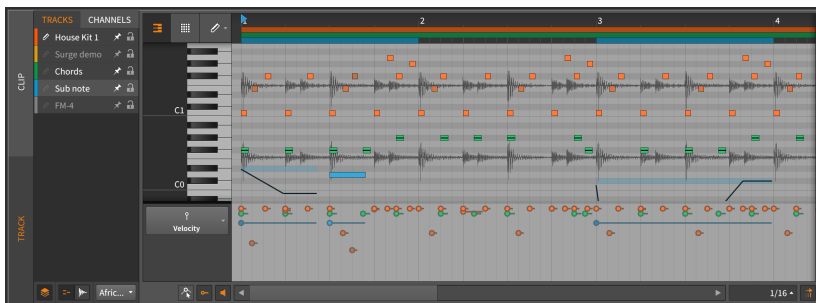 TRACKS CHANNELS
House Kit 1
Surge demo
Chords
Sub note
FM-4
CLIP
TRACK
1 2 3 4
C1
C0
Velocity
Afric...
1/16